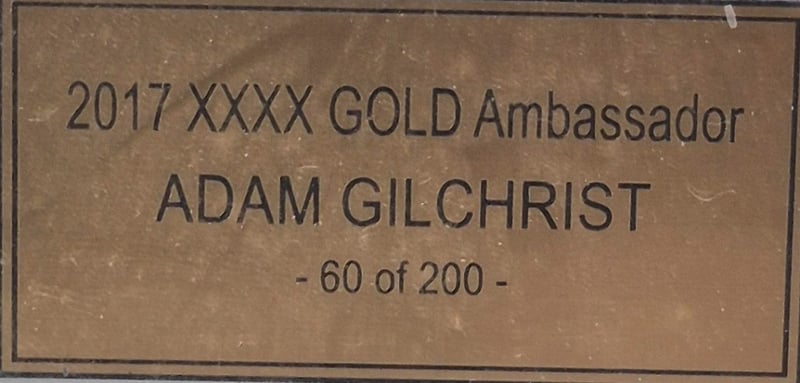 2017 XXXX GOLD Ambassador
ADAM GILCHRIST
- 60 of 200 -